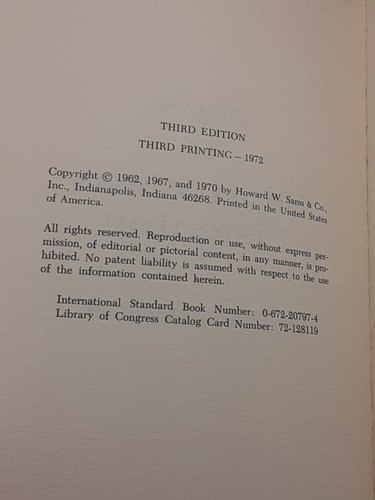 THIRD EDITION
THIRD PRINTING — 1972
Copyright © 1962, 1967, and 1970 by Howard W. Sams & Co.,
Inc., Indianapolis, Indiana 46268. Printed in the United States
of America.
All rights reserved. Reproduction or use, without express per-
mission, of editorial or pictorial content, in any manner, is pro-
hibited. No patent liability is assumed with respect to the use
of the information contained herein.
International Standard Book Number: 0-672-20797-4
Library of Congress Catalog Card Number: 72-128119